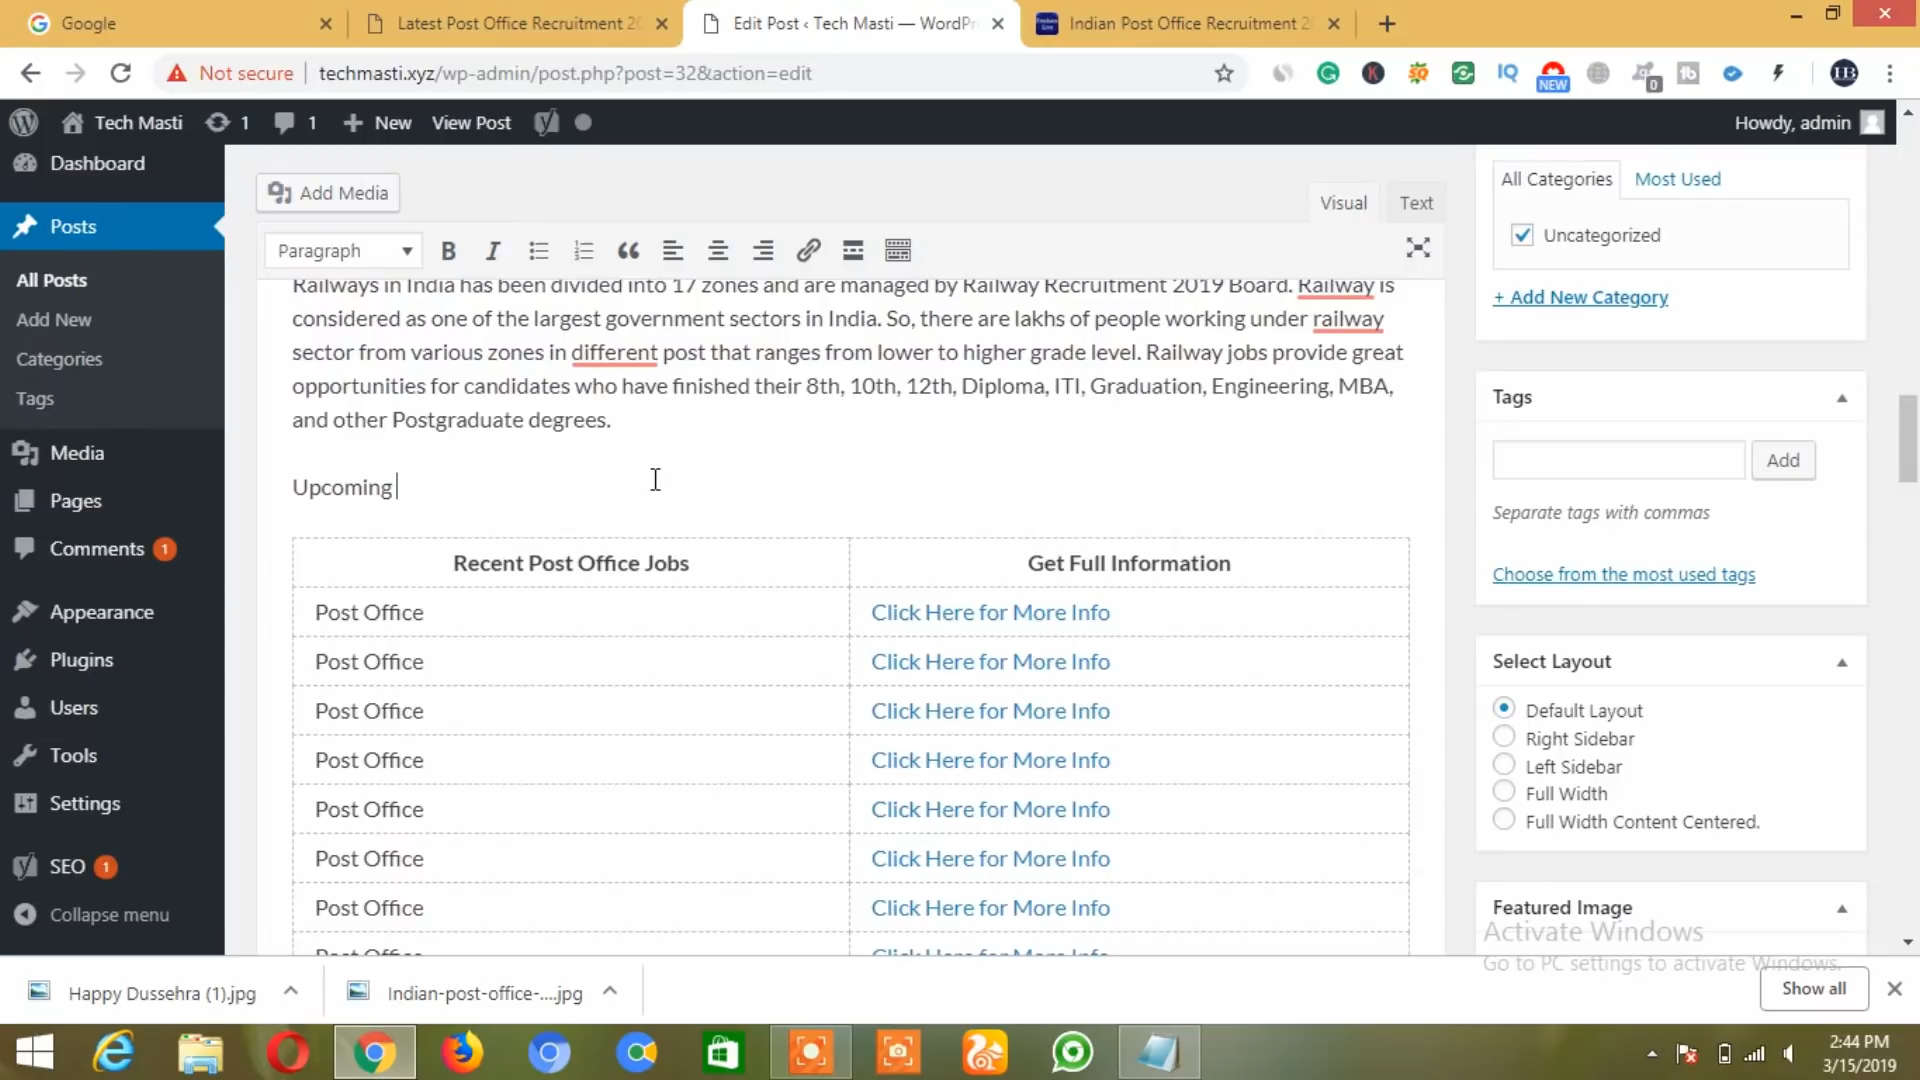 Google
Latest Post Office Recruitment 20
Edit Post ‹ Tech Masti — WordPr
Indian Post Office Recruitment 2
Not secure
techmasti.xyz/wp-admin/post.php?post=32&action=edit
IQ
NEW
0
IB
Tech Masti
1
1
New
View Post
Howdy, admin
Dashboard
Posts
All Posts
Add New
Categories
Tags
Media
Pages
Comments 1
Appearance
Plugins
Users
Tools
Settings
SEO 1
Collapse menu
Add Media
Visual
Text
Paragraph
B I
Railways in India has been divided into 17 zones and are managed by Railway Recruitment 2019 Board. Railway is
considered as one of the largest government sectors in India. So, there are lakhs of people working under railway
sector from various zones in different post that ranges from lower to higher grade level. Railway jobs provide great
opportunities for candidates who have finished their 8th, 10th, 12th, Diploma, ITI, Graduation, Engineering, MBA,
and other Postgraduate degrees.
Upcoming
Recent Post Office Jobs Get Full Information
Post Office Click Here for More Info
Post Office Click Here for More Info
Post Office Click Here for More Info
Post Office Click Here for More Info
Post Office Click Here for More Info
Post Office Click Here for More Info
Post Office Click Here for More Info
All Categories
Most Used
Uncategorized
+ Add New Category
Tags
Add
Separate tags with commas
Choose from the most used tags
Select Layout
Default Layout
Right Sidebar
Left Sidebar
Full Width
Full Width Content Centered.
Featured Image
Activate Windows
Go to PC settings to activate Windows.
Happy Dussehra (1).jpg
Indian-post-office-....jpg
Show all
2:44 PM
3/15/2019